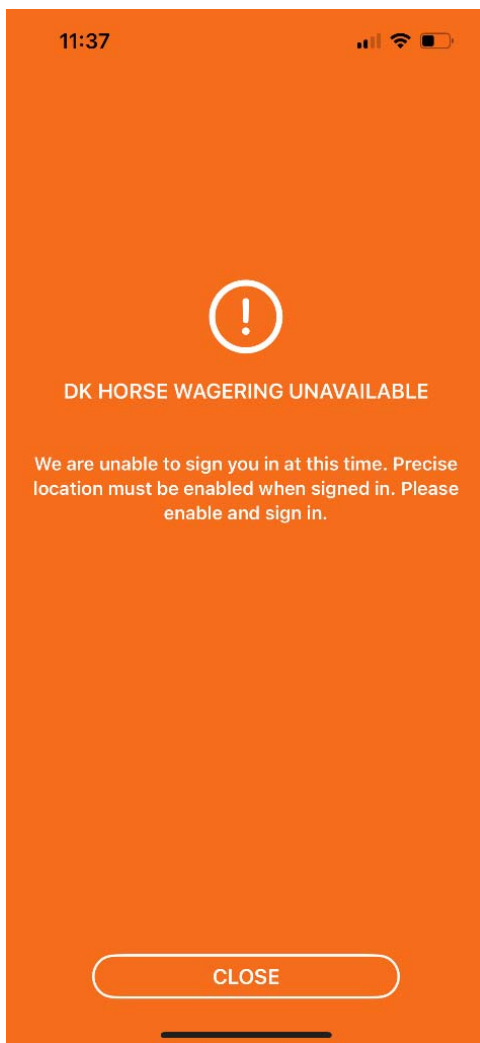 11:37
!
DK HORSE WAGERING UNAVAILABLE
We are unable to sign you in at this time. Precise
location must be enabled when signed in. Please
enable and sign in.
CLOSE